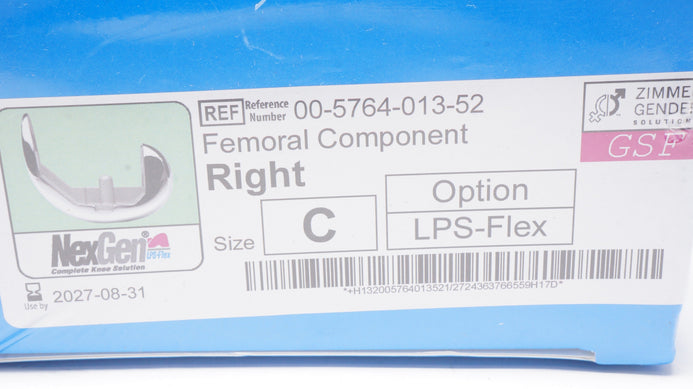 REF Reference Number 00-5764-013-52
Femoral Component
Right
Size C
Option
LPS-Flex
ZIMME
GENDE
SOLUTION
GSF
NexGen LPS-Flex
Complete Knee Solution
Use by 2027-08-31
*+H132005764013521/2724363766559H17D*